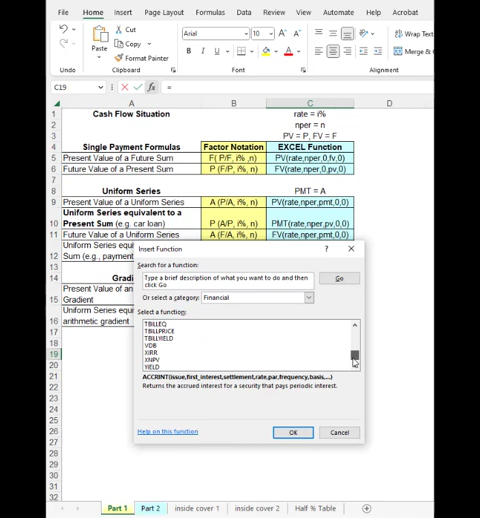 File Home Insert Page Layout Formulas Data Review View Automate Help Acrobat
Cut
Copy
Format Painter
Paste
Arial 10 A A
B I U A
Wrap Text
Merge &
Undo Clipboard Font Alignment
C19 fx =
A B C D
1 Cash Flow Situation rate = i%
2 nper = n
3 PV = P, FV = F
4 Single Payment Formulas Factor Notation EXCEL Function
5 Present Value of a Future Sum F( P/F, i% ,n) PV(rate,nper,0,fv,0)
6 Future Value of a Present Sum P (F/P, i%, n) FV(rate,nper,0,pv,0)
7
8 Uniform Series PMT = A
9 Present Value of a Uniform Series A (P/A, i%, n) PV(rate,nper,pmt,0,0)
Uniform Series equivalent to a
10 Present Sum (e.g. car loan) P (A/P, i%, n) PMT(rate,nper,pv,0,0)
11 Future Value of a Uniform Series A (F/A, i%, n) FV(rate,nper,pmt,0,0)
Uniform Series equi
12 Sum (e.g., payment
13
14 Gradi
Present Value of an
15 Gradient
Uniform Series equi
16 arithmetic gradient
17
18
19
20
21
22
23
24
25
26
27
28
29
30
31
32
Insert Function ? ×
Search for a function:
Type a brief description of what you want to do and then
click Go
Go
Or select a category: Financial
Select a function:
TBILLEQ
TBILLPRICE
TBILLYIELD
VDB
XIRR
XNPV
YIELD
ACCRINT(issue,first_interest,settlement,rate,par,frequency,basis,...)
Returns the accrued interest for a security that pays periodic interest.
Help on this function
OK Cancel
Part 1 Part 2 inside cover 1 inside cover 2 Half % Table